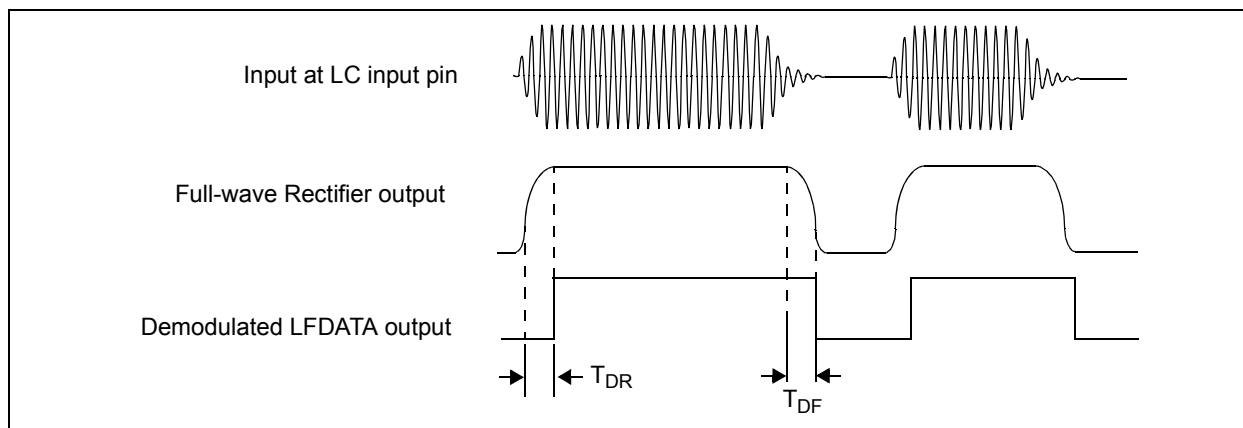 Input at LC input pin
Full-wave Rectifier output
Demodulated LFDATA output
TDR
TDF